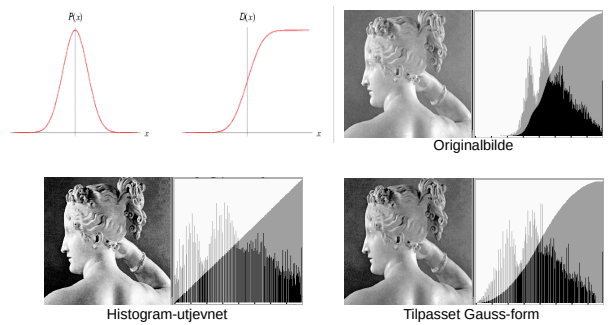 P(x)
D(x)
x
x
Originalbilde
Histogram-utjevnet
Tilpasset Gauss-form